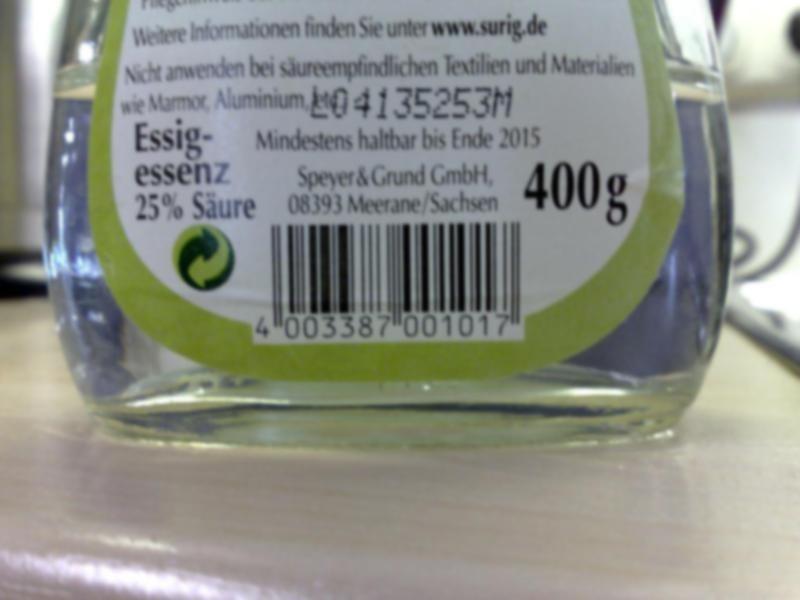 Weitere Informationen finden Sie unter www.surig.de
Nicht anwenden bei säureempfindlichen Textilien und Materialien
wie Marmor, Aluminium,
L04135253M
Essig-
essenz
25% Säure
Mindestens haltbar bis Ende 2015
Speyer & Grund GmbH,
08393 Meerane/Sachsen
400g
4 003387 001017